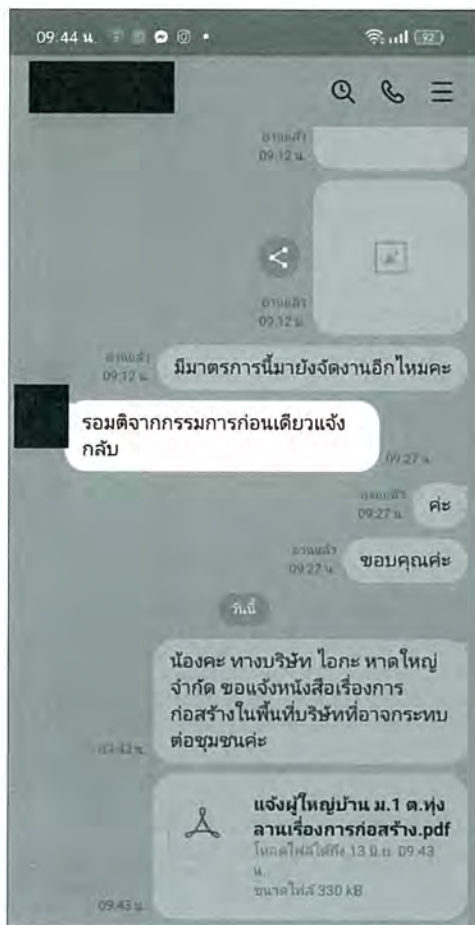 09:44 น.
92
อ่านแล้ว
09:12 น.
อ่านแล้ว
09:12 น.
อ่านแล้ว
09:12 น.
มีมาตรการนี้มายังจัดงานอีกไหมคะ
รอมติจากกรรมการก่อนเดียวแจ้ง
กลับ
09:27 น.
อ่านแล้ว
09:27 น.
ค่ะ
อ่านแล้ว
09:27 น.
ขอบคุณค่ะ
วันนี้
น้องคะ ทางบริษัท ไอกะ หาดใหญ่
จำกัด ขอแจ้งหนังสือเรื่องการ
ก่อสร้างในพื้นที่บริษัทที่อาจกระทบ
ต่อชุมชนค่ะ
แจ้งผู้ใหญ่บ้าน ม.1 ต.ทุ่ง
ลานเรื่องการก่อสร้าง.pdf
โหลดไฟล์ได้ถึง 13 มิ.ย. 09:43
น.
ขนาดไฟล์ 330 kB
09:43 น.